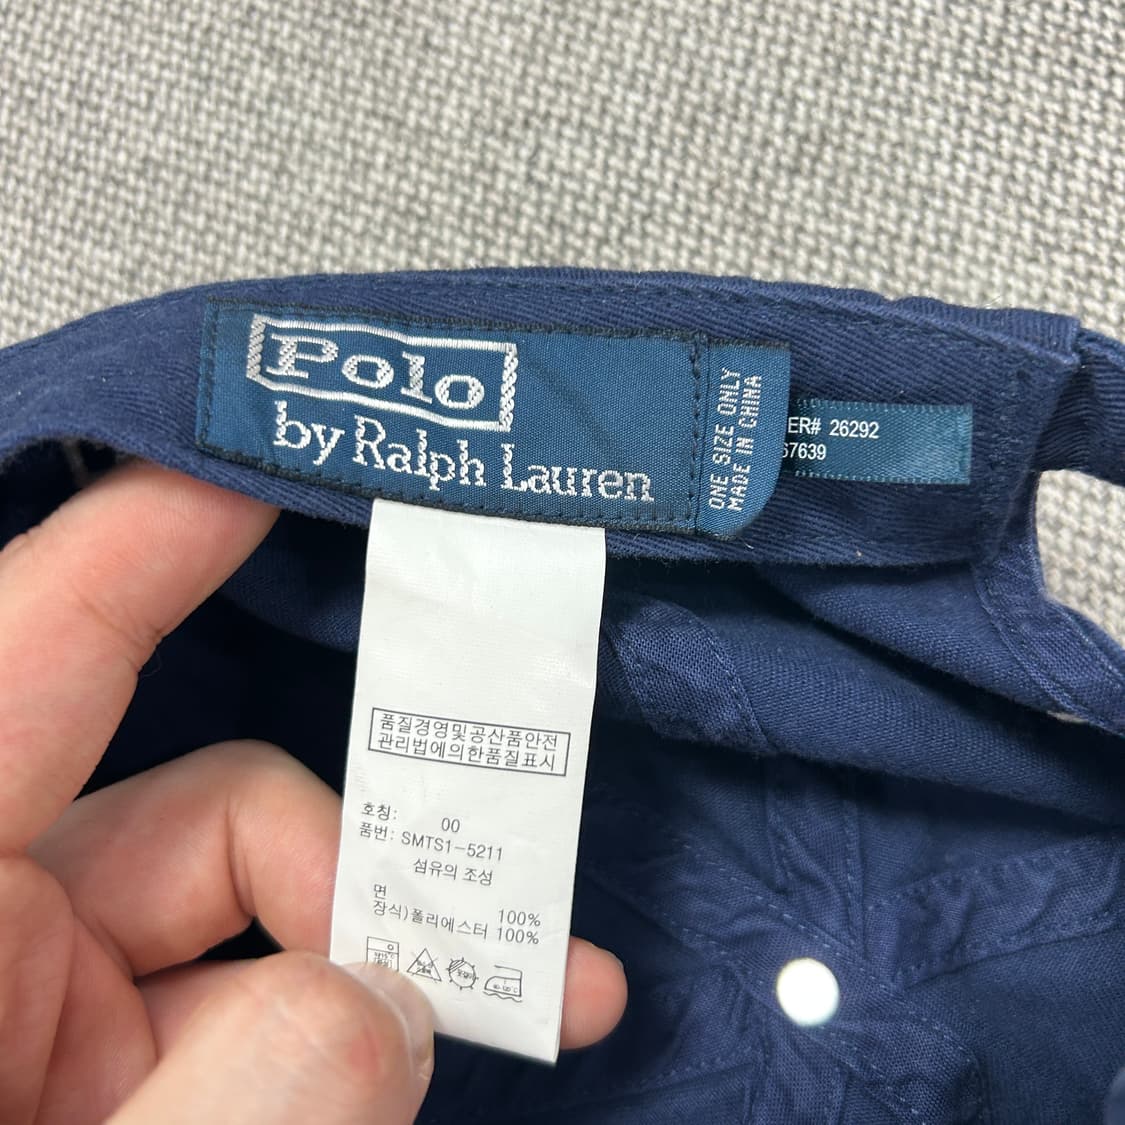 Polo
by Ralph Lauren
ONE SIZE ONLY
MADE IN CHINA
ER# 26292
67639
품질경영및공산품안전
관리법에의한품질표시
호칭: 00
품번: SMTS1-5211
섬유의 조성
면 100%
장식)폴리에스터 100%